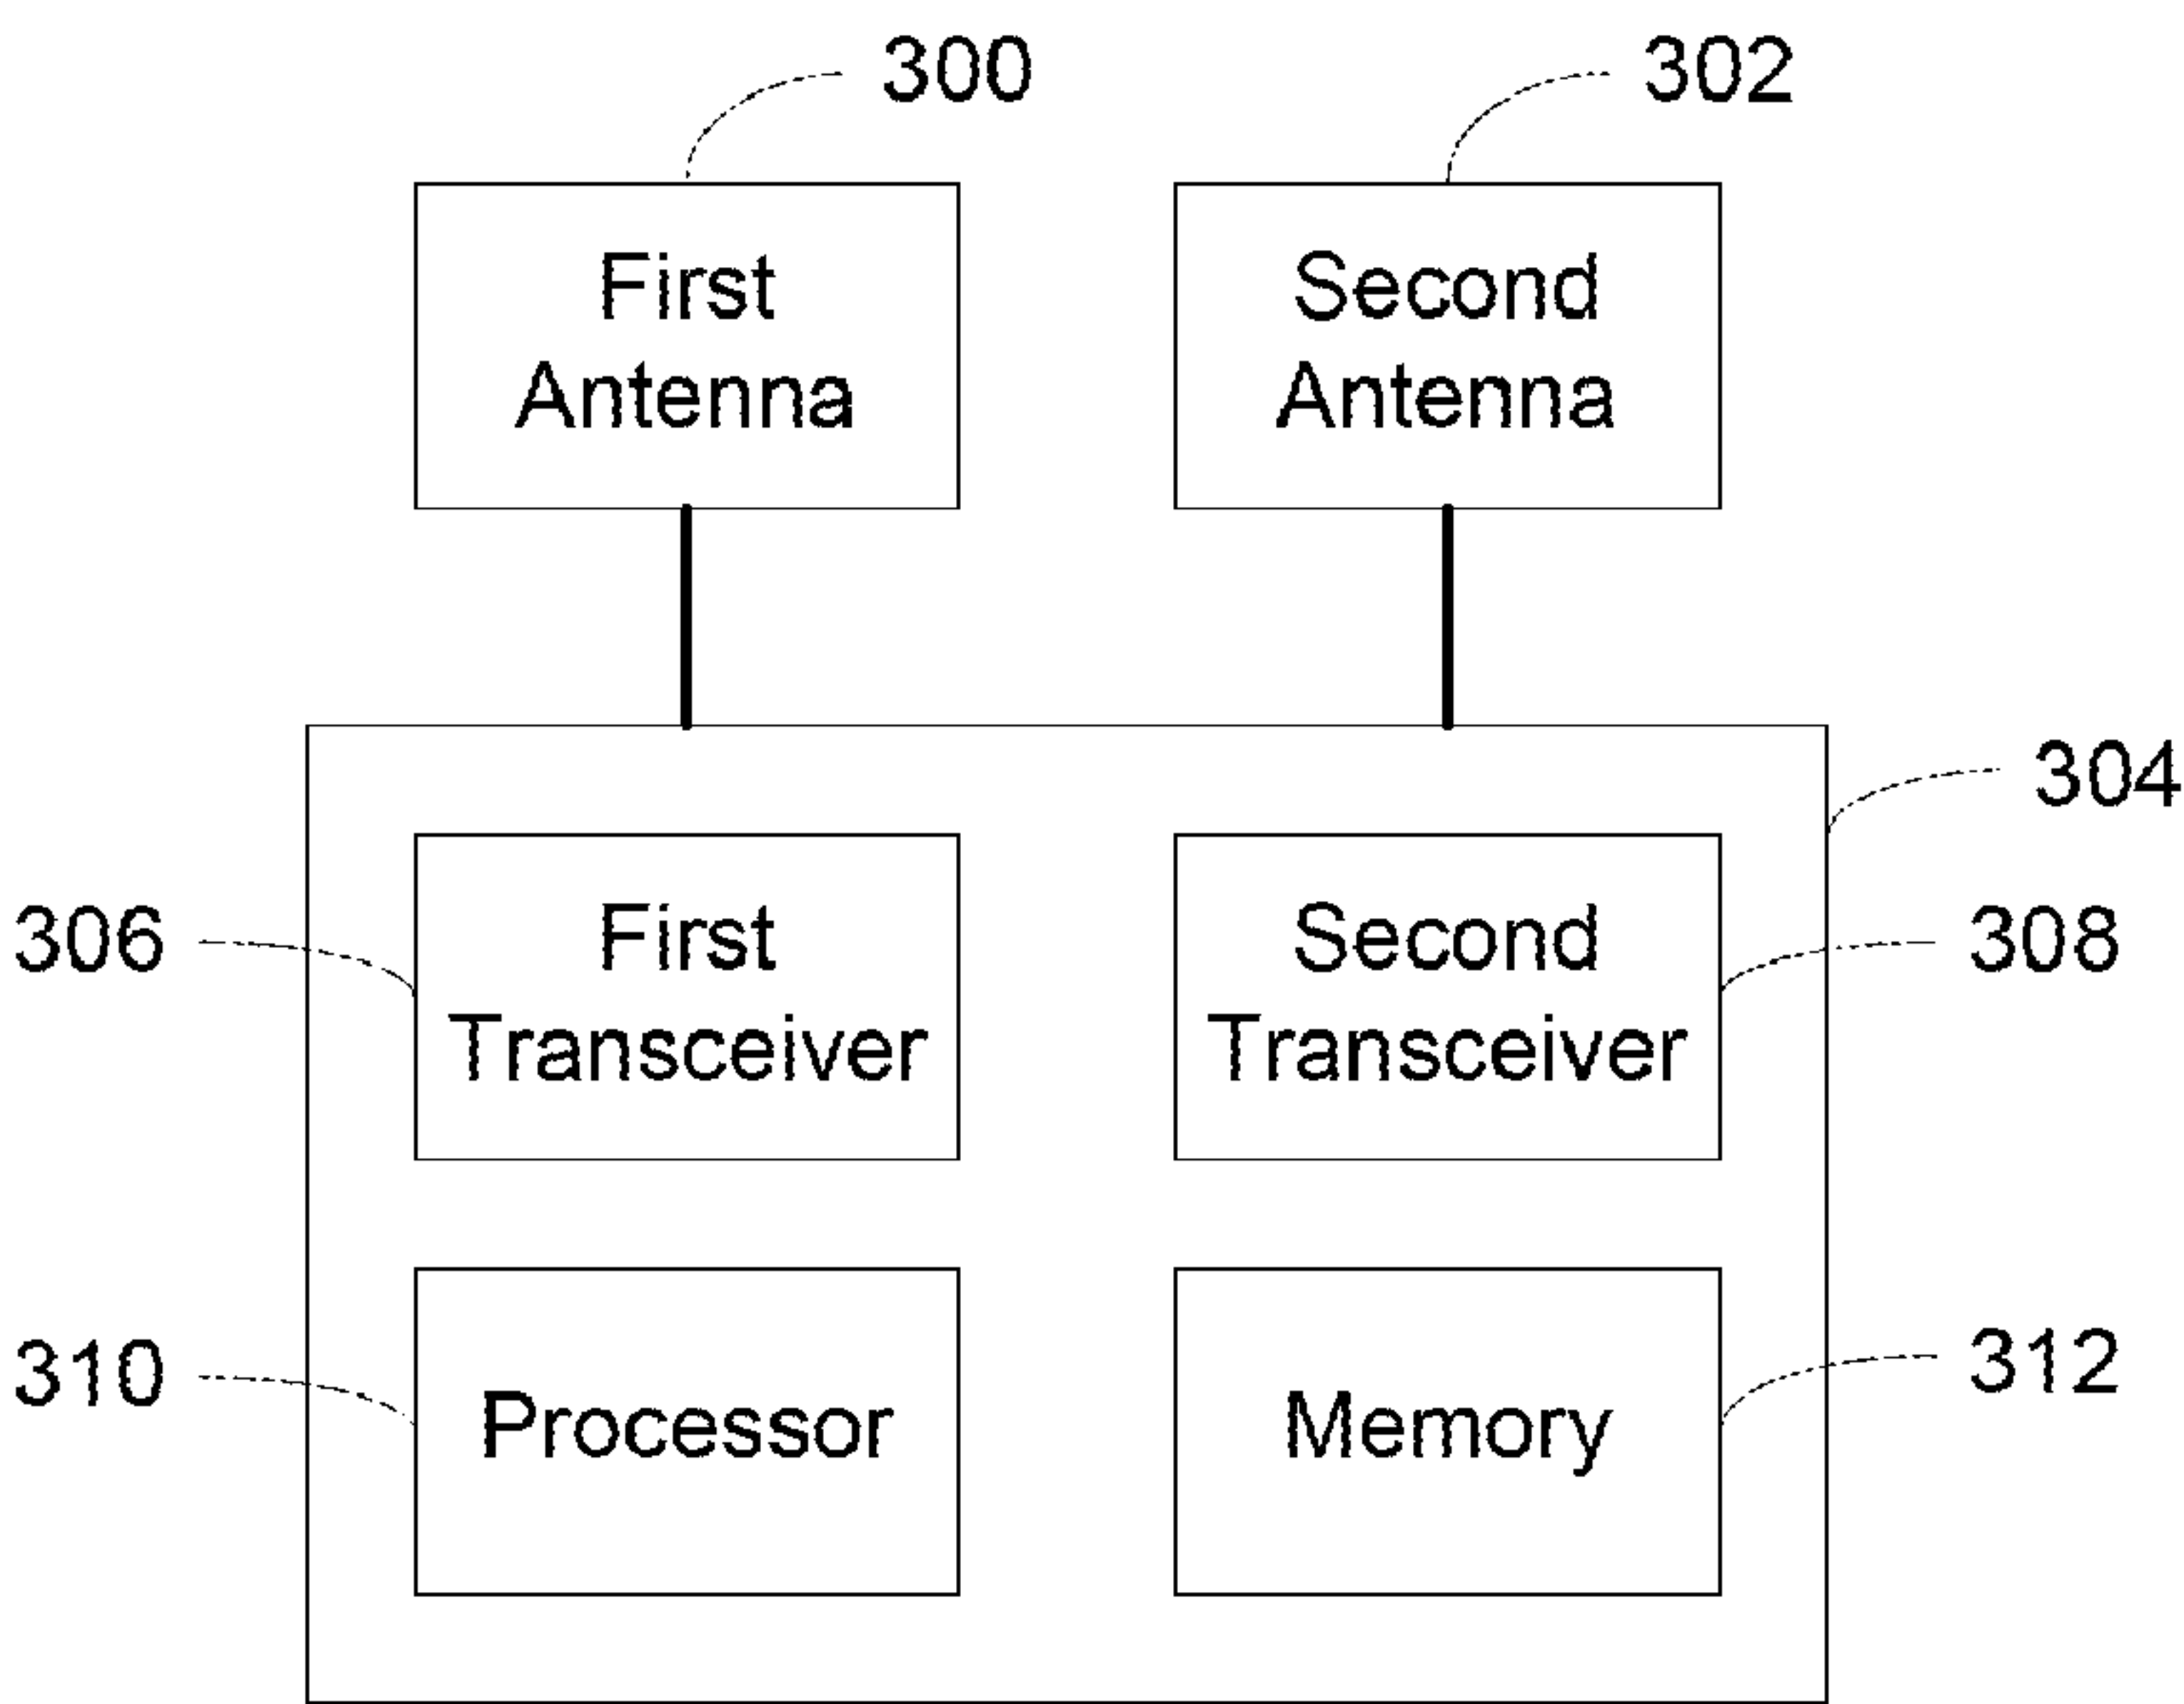 300
302
First
Antenna
Second
Antenna
304
306
First
Transceiver
Second
Transceiver
308
310
Processor
Memory
312